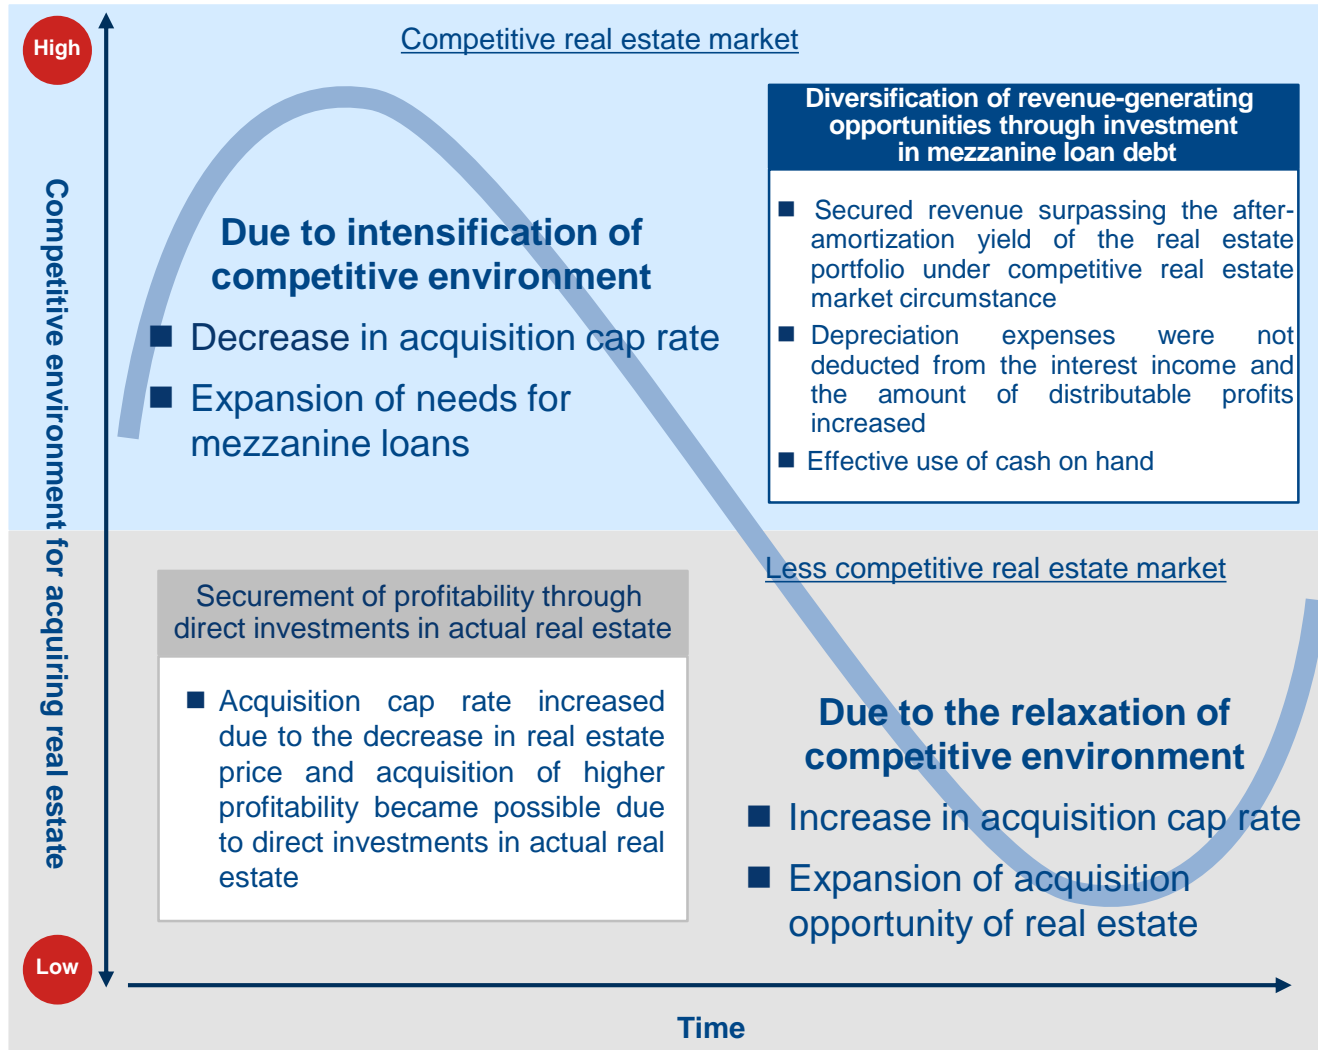 High
Competitive real estate market
Diversification of revenue-generating
opportunities through investment
in mezzanine loan debt
■ Secured revenue surpassing the after-
amortization yield of the real estate
portfolio under competitive real estate
market circumstance
■ Depreciation expenses were not
deducted from the interest income and
the amount of distributable profits
increased
■ Effective use of cash on hand
Due to intensification of
competitive environment
■ Decrease in acquisition cap rate
■ Expansion of needs for
mezzanine loans
Competitive environment for acquiring real estate
Less competitive real estate market
Securement of profitability through
direct investments in actual real estate
■ Acquisition cap rate increased
due to the decrease in real estate
price and acquisition of higher
profitability became possible due
to direct investments in actual real
estate
Due to the relaxation of
competitive environment
■ Increase in acquisition cap rate
■ Expansion of acquisition
opportunity of real estate
Low
Time